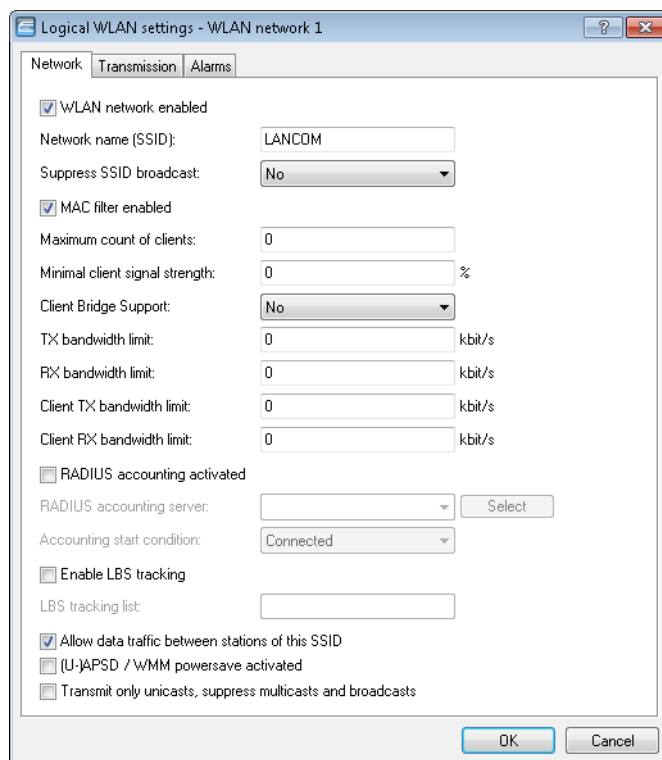 Logical WLAN settings - WLAN network 1
Network Transmission Alarms
WLAN network enabled
Network name (SSID): LANCOM
Suppress SSID broadcast: No
MAC filter enabled
Maximum count of clients: 0
Minimal client signal strength: 0 %
Client Bridge Support: No
TX bandwidth limit: 0 kbit/s
RX bandwidth limit: 0 kbit/s
Client TX bandwidth limit: 0 kbit/s
Client RX bandwidth limit: 0 kbit/s
RADIUS accounting activated
RADIUS accounting server: Select
Accounting start condition: Connected
Enable LBS tracking
LBS tracking list:
Allow data traffic between stations of this SSID
(U-)APSD / WMM powersave activated
Transmit only unicasts, suppress multicasts and broadcasts
OK Cancel